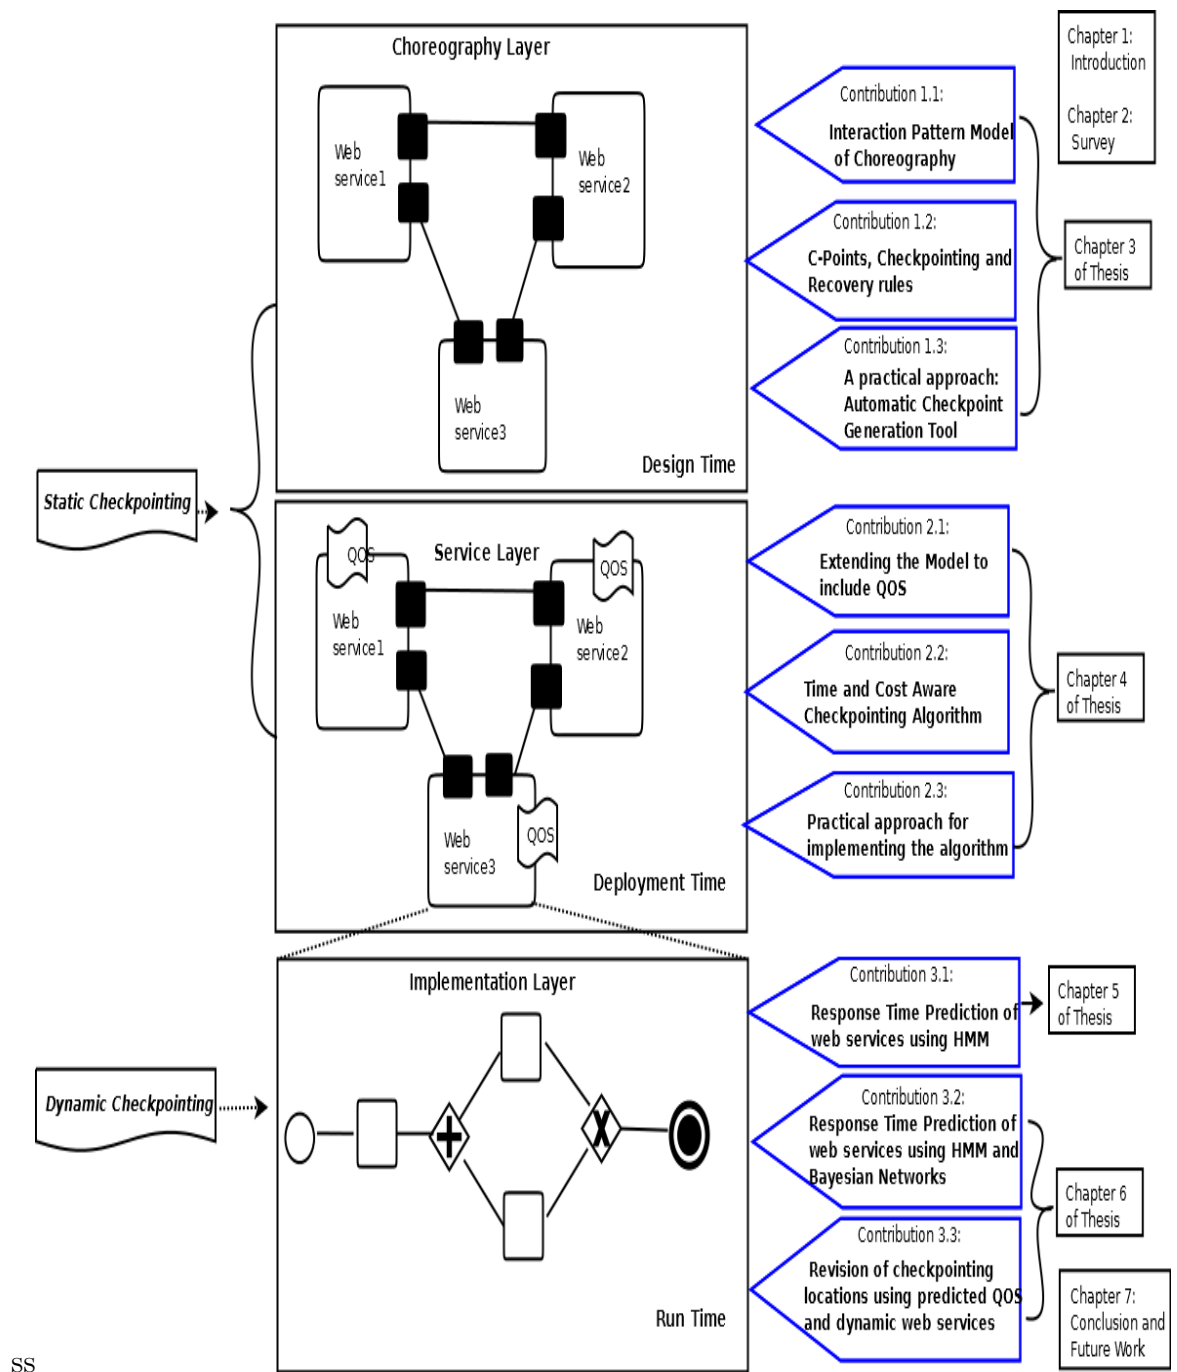 Choreography Layer
Web
service1
Web
service2
Web
service3
Design Time
Contribution 1.1:
Interaction Pattern Model
of Choreography
Contribution 1.2:
C-Points, Checkpointing and
Recovery rules
Contribution 1.3:
A practical approach:
Automatic Checkpoint
Generation Tool
Chapter 1:
Introduction
Chapter 2:
Survey
Chapter 3
of Thesis
Static Checkpointing
Service Layer
QOS
Web
service1
QOS
Web
service2
Web
service3
QOS
Deployment Time
Contribution 2.1:
Extending the Model to
include QOS
Contribution 2.2:
Time and Cost Aware
Checkpointing Algorithm
Contribution 2.3:
Practical approach for
implementing the algorithm
Chapter 4
of Thesis
Implementation Layer
Dynamic Checkpointing
Run Time
Contribution 3.1:
Response Time Prediction of
web services using HMM
Chapter 5
of Thesis
Contribution 3.2:
Response Time Prediction of
web services using HMM and
Bayesian Networks
Contribution 3.3:
Revision of checkpointing
locations using predicted QOS
and dynamic web services
Chapter 6
of Thesis
Chapter 7:
Conclusion and
Future Work
SS